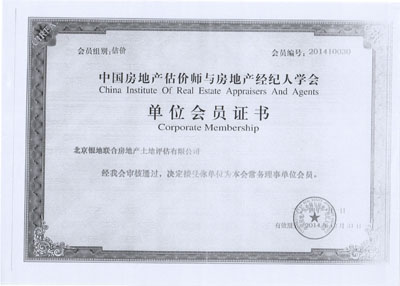 会员组别:估价
会员编号:201410030
中国房地产估价师与房地产经纪人学会
China Institute Of Real Estate Appraisers And Agents
单位会员证书
Corporate Membership
北京银地联合房地产土地评估有限公司
经我会审核通过,决定接受你单位为本会常务理事单位会员。
有效期